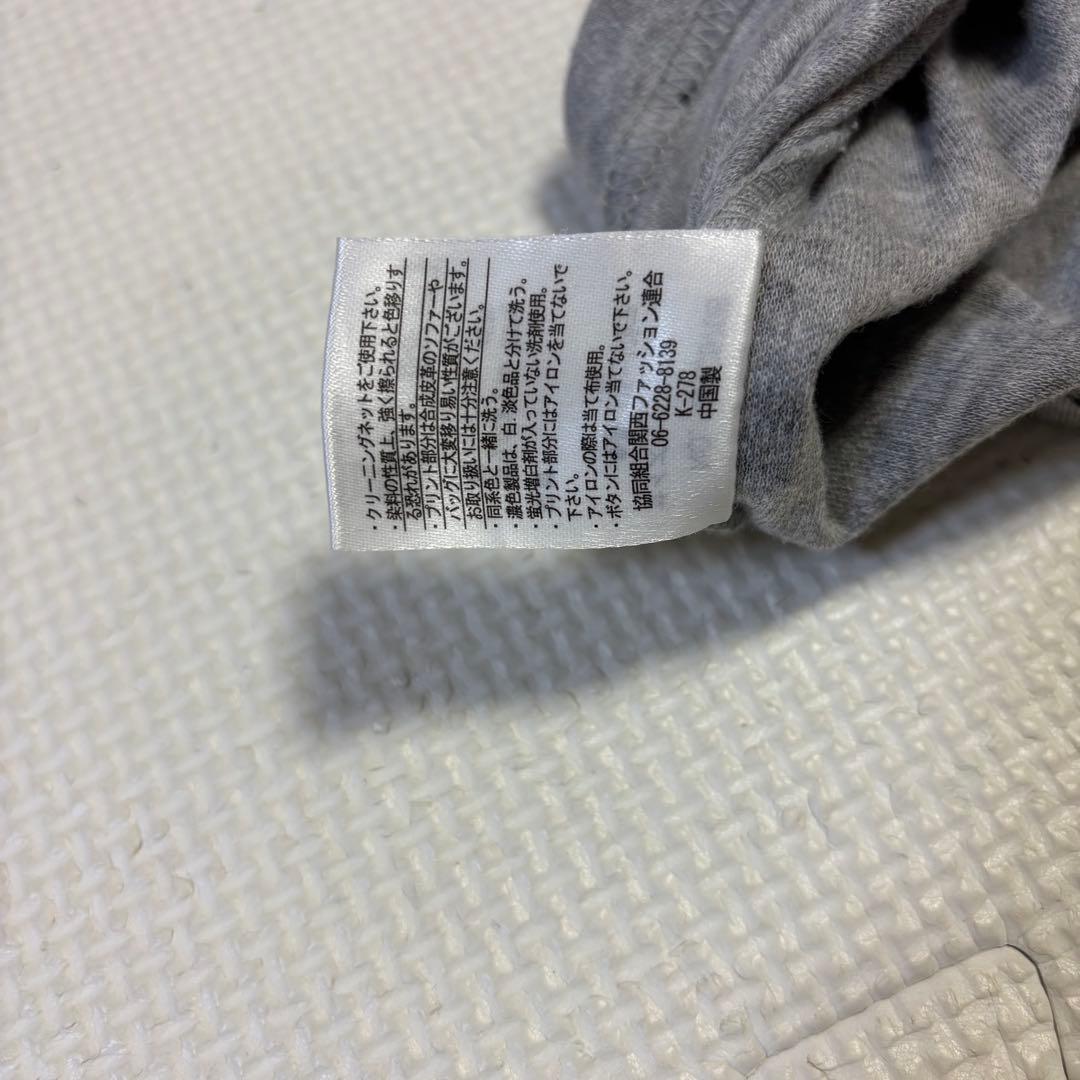 ・クリーニングネットをご使用下さい。
・染料の性質上、強く擦られると色移りす
る恐れがあります。
プリント部分は合成皮革のソファーや
バッグに大変移り易い性質がございます。
お取り扱いには十分注意ください。
・同系色と一緒に洗う。
・濃色製品は、白、淡色品と分けて洗う。
・蛍光増白剤が入っていない洗剤使用。
・プリント部分にはアイロンを当てないで
下さい。
・アイロンの際は当て布使用。
・ボタンにはアイロン当てないで下さい。
協同組合関西ファッション連合
06-6228-8139
K-278
中国製